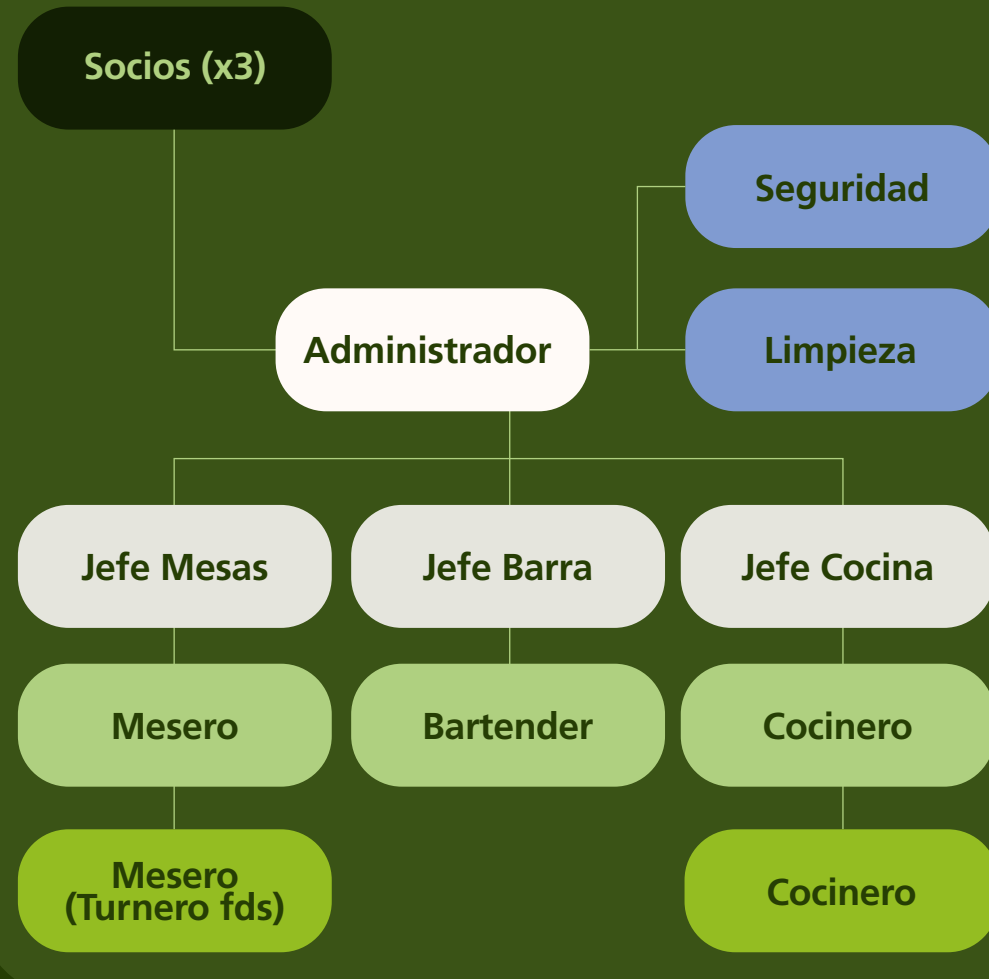 Socios (x3)
Seguridad
Administrador
Limpieza
Jefe Mesas
Jefe Barra
Jefe Cocina
Mesero
Bartender
Cocinero
Mesero
(Turnero fds)
Cocinero